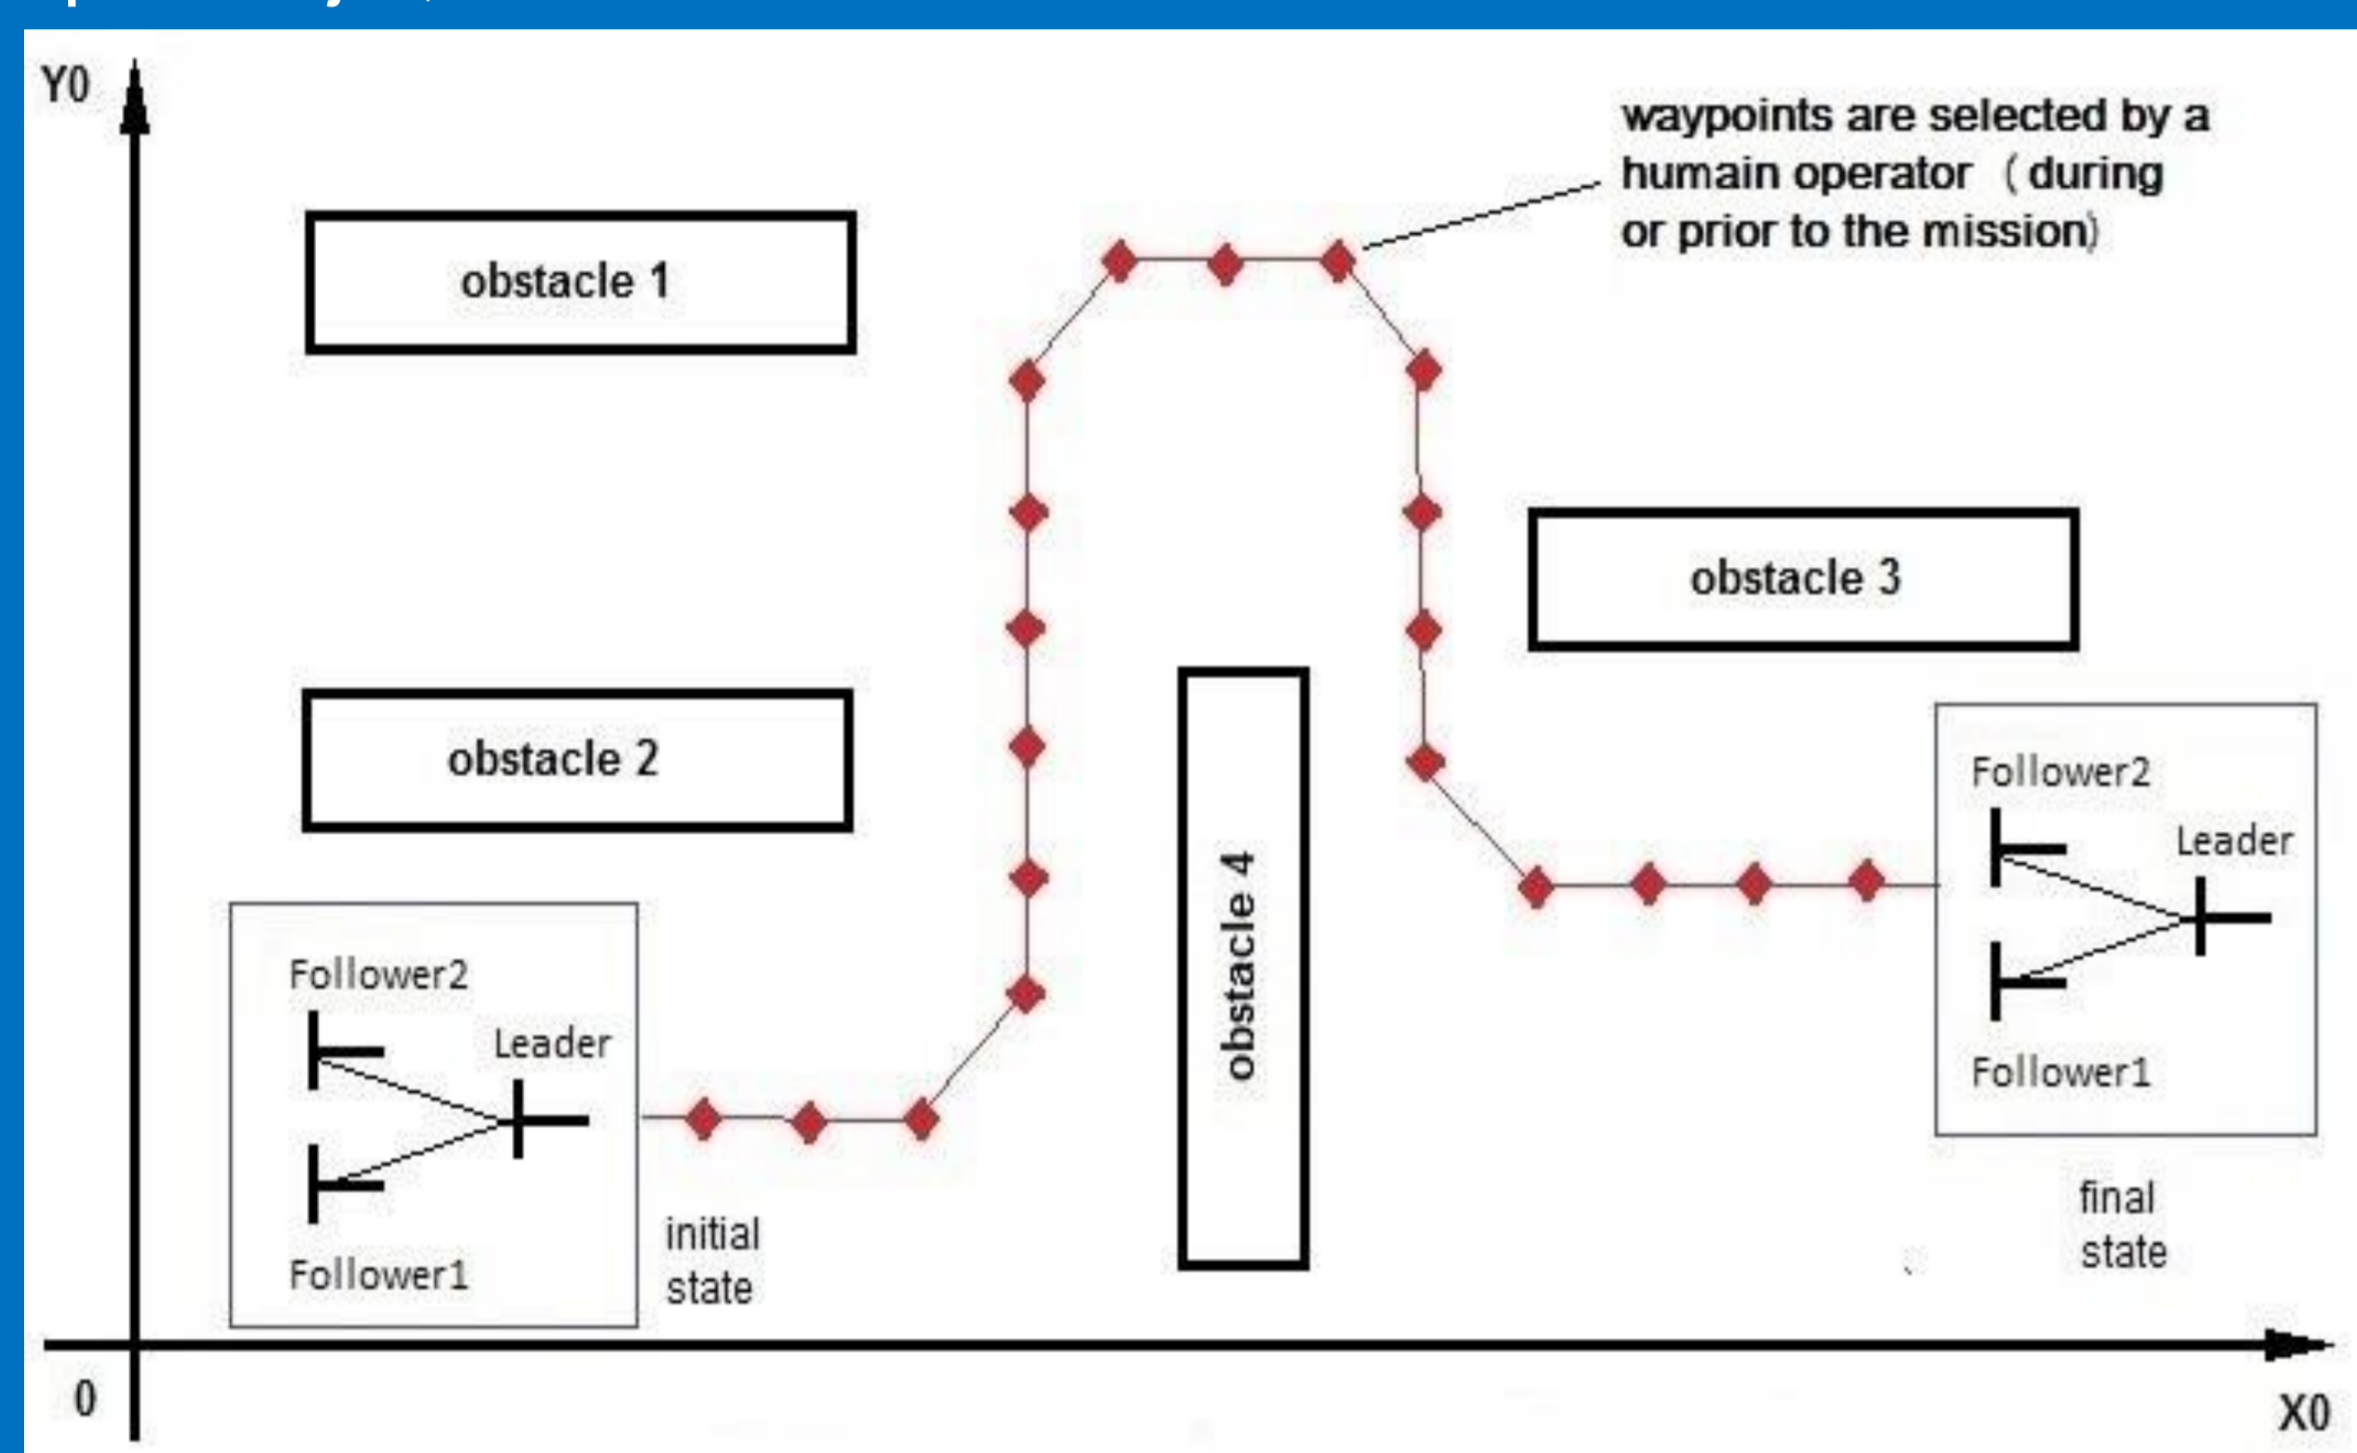 Y0
waypoints are selected by a
humain operator ( during
or prior to the mission)
obstacle 1
obstacle 3
obstacle 2
obstacle 4
Follower2
Leader
Follower1
final
state
Follower2
Leader
Follower1
initial
state
0
X0